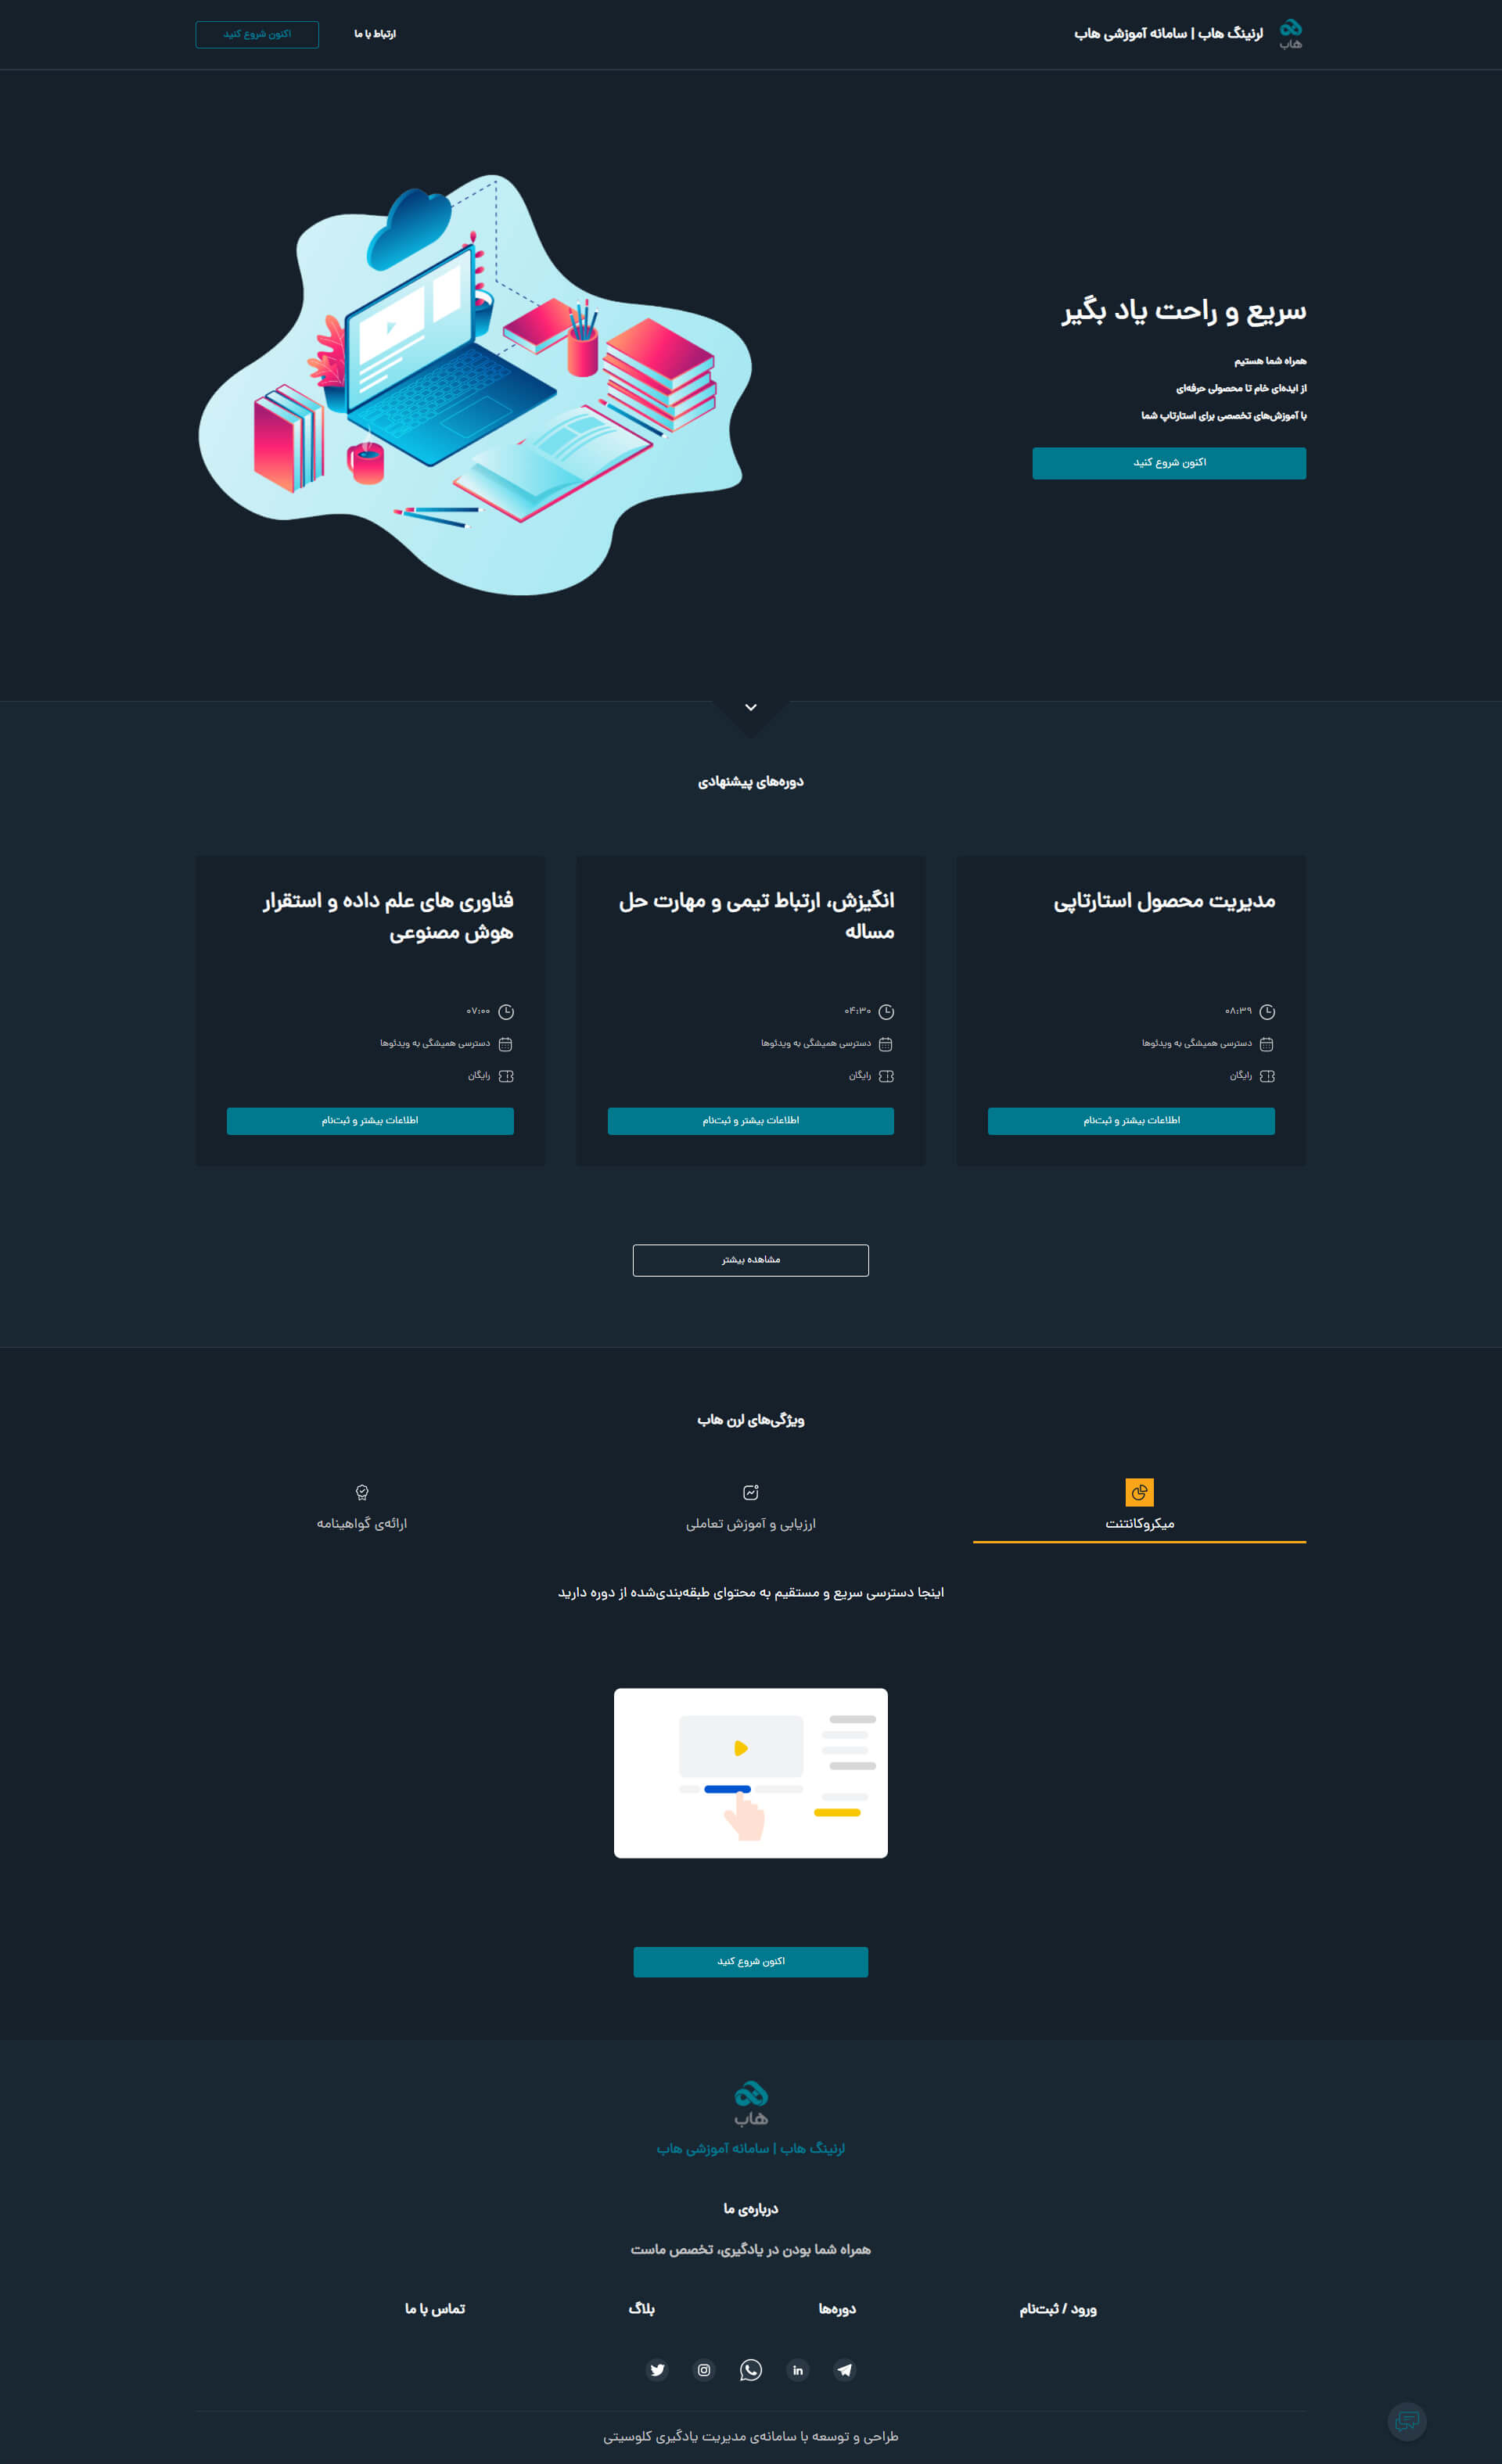 هاب
لرنینگ هاب | سامانه آموزشی هاب
ارتباط با ما
اکنون شروع کنید
سریع و راحت یاد بگیر
همراه شما هستیم
از ایده‌ای خام تا محصولی حرفه‌ای
با آموزش‌های تخصصی برای استارتاپ شما
اکنون شروع کنید
دوره‌های پیشنهادی
مدیریت محصول استارتاپی
۰۸:۳۹
دسترسی همیشگی به ویدئوها
رایگان
اطلاعات بیشتر و ثبت‌نام
انگیزش، ارتباط تیمی و مهارت حل
مساله
۰۴:۳۰
دسترسی همیشگی به ویدئوها
رایگان
اطلاعات بیشتر و ثبت‌نام
فناوری های علم داده و استقرار
هوش مصنوعی
۰۷:۰۰
دسترسی همیشگی به ویدئوها
رایگان
اطلاعات بیشتر و ثبت‌نام
مشاهده بیشتر
ویژگی‌های لرن هاب
میکروکانتنت
ارزیابی و آموزش تعاملی
ارائه‌ی گواهینامه
اینجا دسترسی سریع و مستقیم به محتوای طبقه‌بندی‌شده از دوره دارید
اکنون شروع کنید
هاب
لرنینگ هاب | سامانه آموزشی هاب
درباره‌ی ما
همراه شما بودن در یادگیری، تخصص ماست
ورود / ثبت‌نام
دوره‌ها
بلاگ
تماس با ما
in
طراحی و توسعه با سامانه‌ی مدیریت یادگیری کلوسیتی